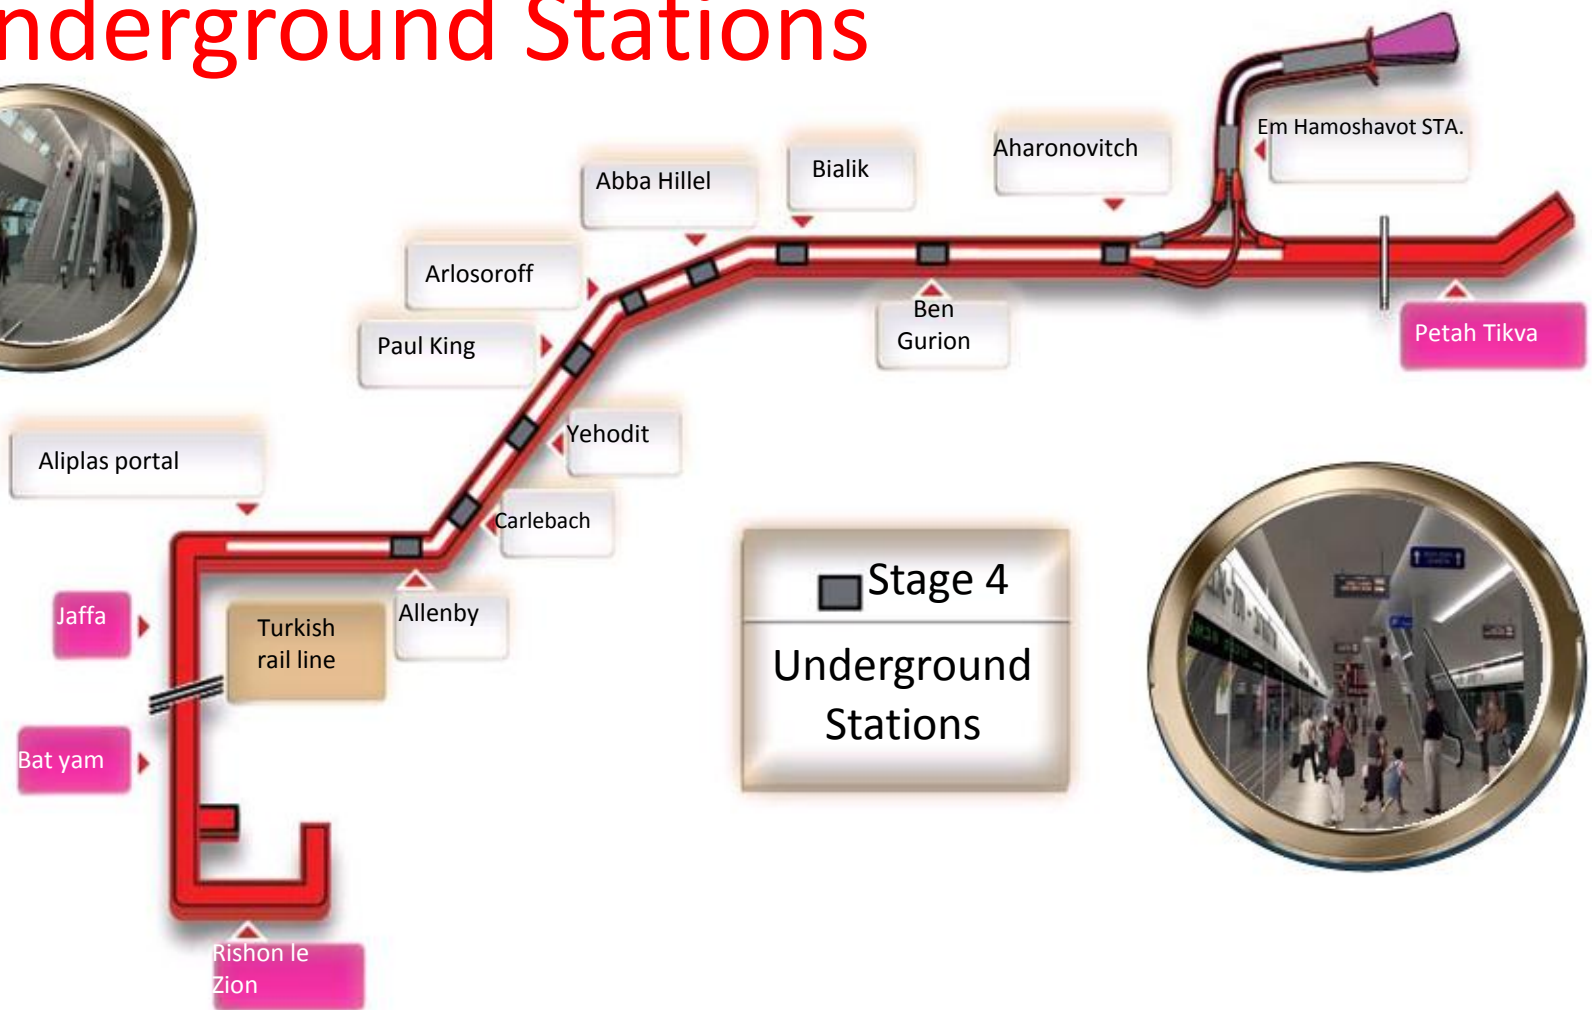 nderground Stations
Em Hamoshavot STA.
Aharonovitch
Bialik
Abba Hillel
Arlosoroff
Ben
Gurion
Petah Tikva
Paul King
Yehodit
Aliplas portal
Carlebach
Stage 4
Underground
Stations
Jaffa
Turkish
rail line
Allenby
Bat yam
Rishon le
Zion